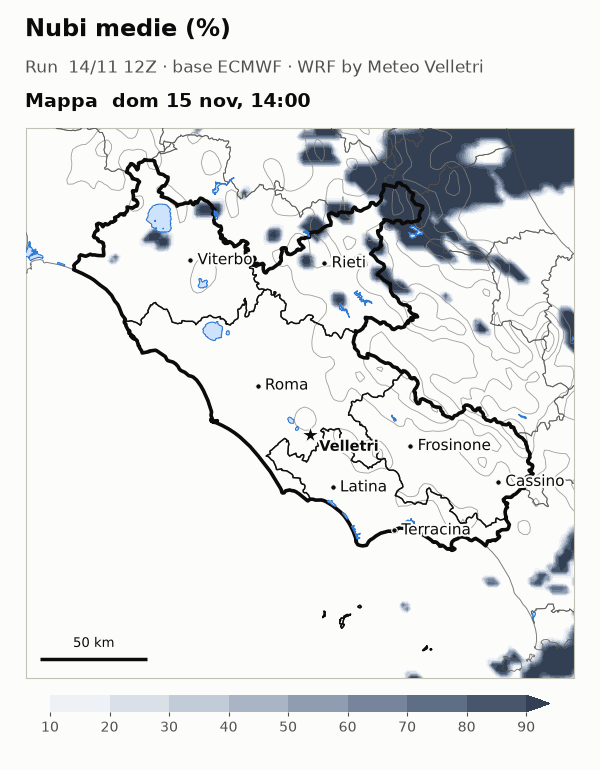 Nubi medie (%)
Run 14/11 12Z · base ECMWF · WRF by Meteo Velletri
Mappa dom 15 nov, 14:00
Viterbo
Rieti
Roma
Velletri
Frosinone
Latina
Cassino
Terracina
50 km
10 20 30 40 50 60 70 80 90